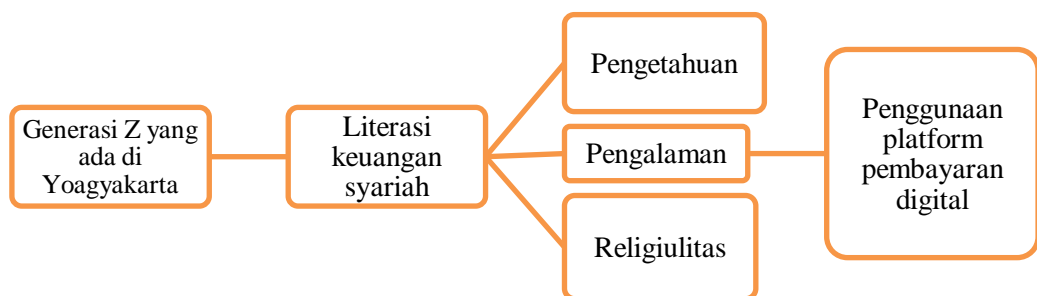 Generasi Z yang
ada di
Yoagyakarta
Literasi
keuangan
syariah
Pengetahuan
Pengalaman
Religiulitas
Penggunaan
platform
pembayaran
digital